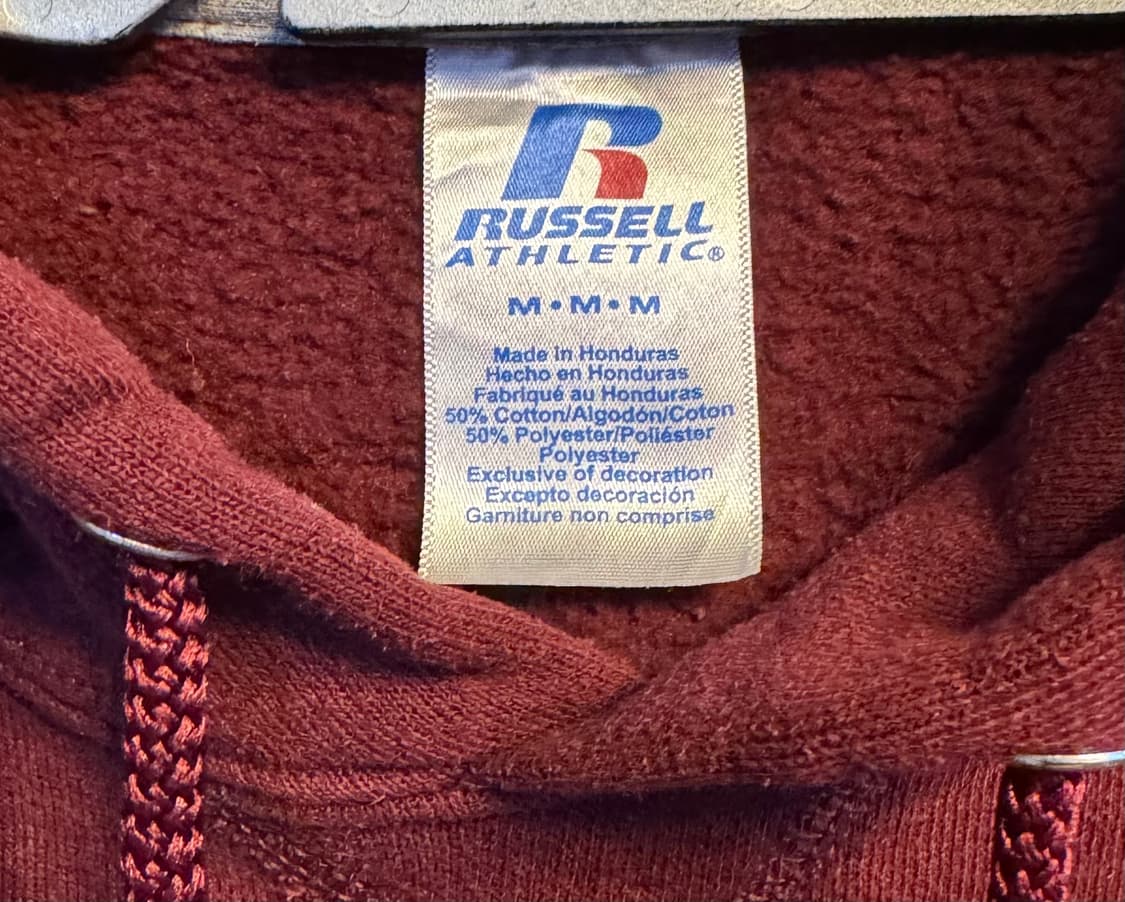 R
RUSSELL
ATHLETIC®
M•M•M
Made in Honduras
Hecho en Honduras
Fabriqué au Honduras
50% Cotton/Algodón/Coton
50% Polyester/Poliéster
Polyester
Exclusive of decoration
Excepto decoración
Garniture non comprise